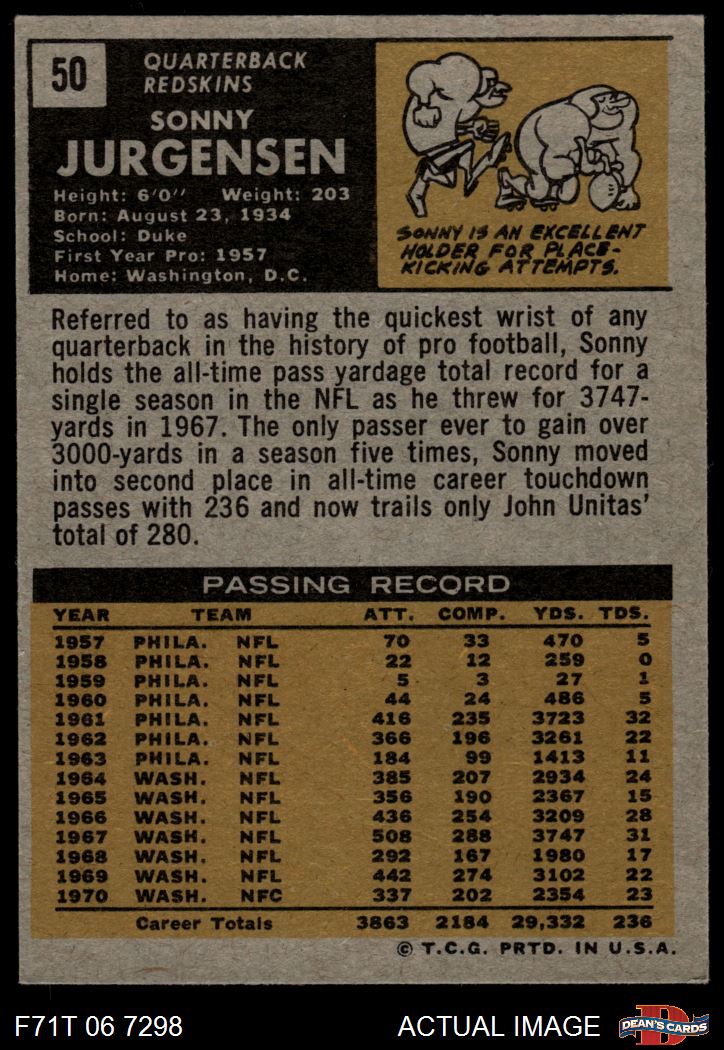 50
QUARTERBACK
REDSKINS
SONNY
JURGENSEN
Height: 6'0'' Weight: 203
Born: August 23, 1934
School: Duke
First Year Pro: 1957
Home: Washington, D.C.
SONNY IS AN EXCELLENT
HOLDER FOR PLACE-
KICKING ATTEMPTS.
Referred to as having the quickest wrist of any
quarterback in the history of pro football, Sonny
holds the all-time pass yardage total record for a
single season in the NFL as he threw for 3747-
yards in 1967. The only passer ever to gain over
3000-yards in a season five times, Sonny moved
into second place in all-time career touchdown
passes with 236 and now trails only John Unitas'
total of 280.
PASSING RECORD
YEAR TEAM ATT. COMP. YDS. TDS.
1957 PHILA. NFL 70 33 470 5
1958 PHILA. NFL 22 12 259 0
1959 PHILA. NFL 5 3 27 1
1960 PHILA. NFL 44 24 486 5
1961 PHILA. NFL 416 235 3723 32
1962 PHILA. NFL 366 196 3261 22
1963 PHILA. NFL 184 99 1413 11
1964 WASH. NFL 385 207 2934 24
1965 WASH. NFL 356 190 2367 15
1966 WASH. NFL 436 254 3209 28
1967 WASH. NFL 508 288 3747 31
1968 WASH. NFL 292 167 1980 17
1969 WASH. NFL 442 274 3102 22
1970 WASH. NFC 337 202 2354 23
Career Totals 3863 2184 29,332 236
© T.C.G. PRTD. IN U.S.A.
F71T 06 7298 ACTUAL IMAGE
D
DEAN'S CARDS